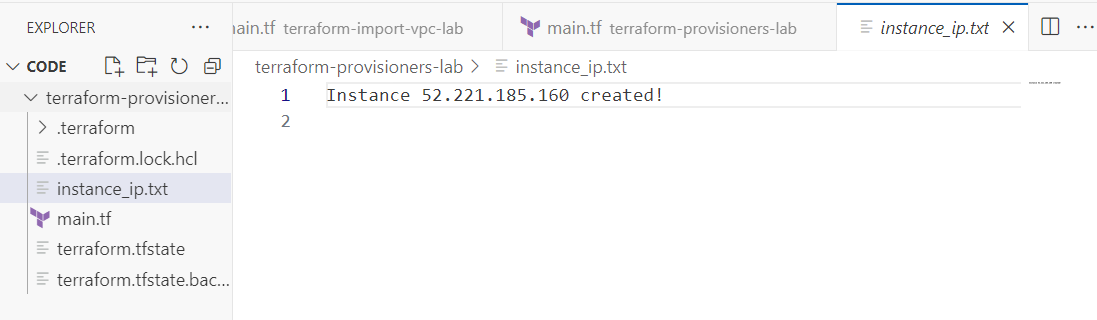 EXPLORER ...
CODE
terraform-provisioner...
.terraform
.terraform.lock.hcl
instance_ip.txt
main.tf
terraform.tfstate
terraform.tfstate.bac...
main.tf terraform-import-vpc-lab
main.tf terraform-provisioners-lab
instance_ip.txt
...
terraform-provisioners-lab > instance_ip.txt
1 Instance 52.221.185.160 created!
2